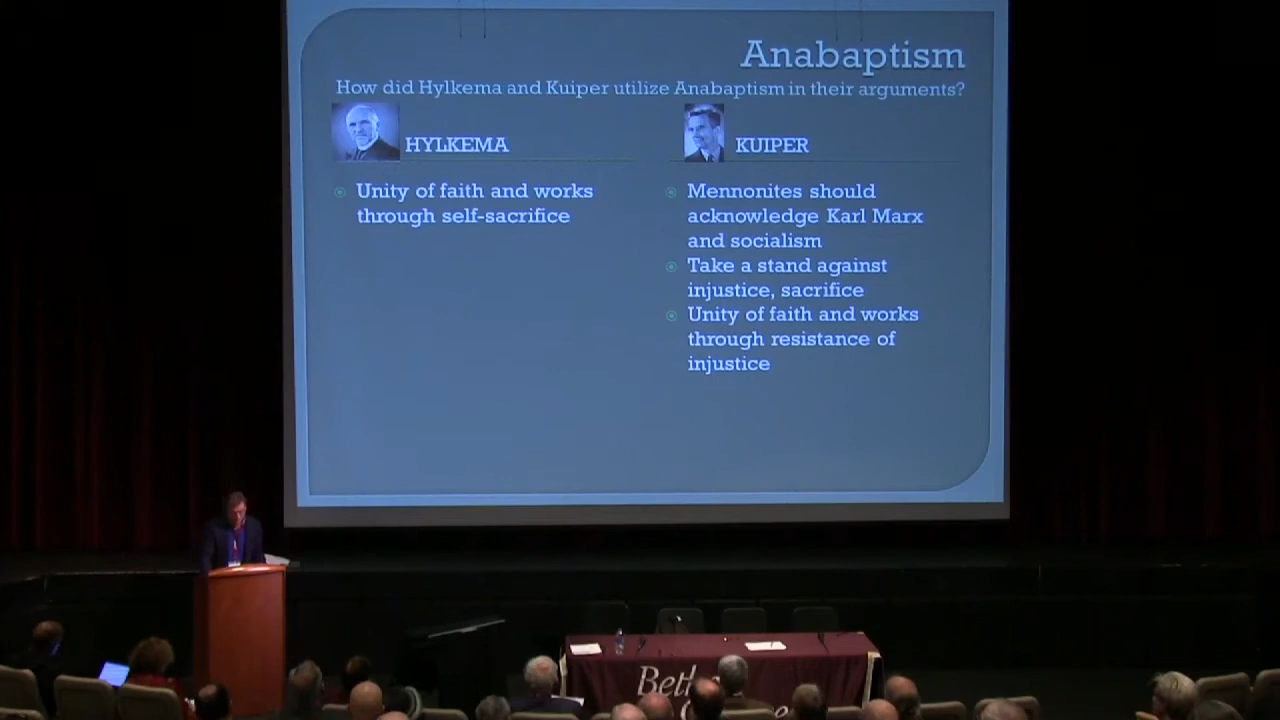 Anabaptism
How did Hylkema and Kuiper utilize Anabaptism in their arguments?
HYLKEMA
Unity of faith and works
through self-sacrifice
KUIPER
Mennonites should
acknowledge Karl Marx
and socialism
Take a stand against
injustice, sacrifice
Unity of faith and works
through resistance of
injustice